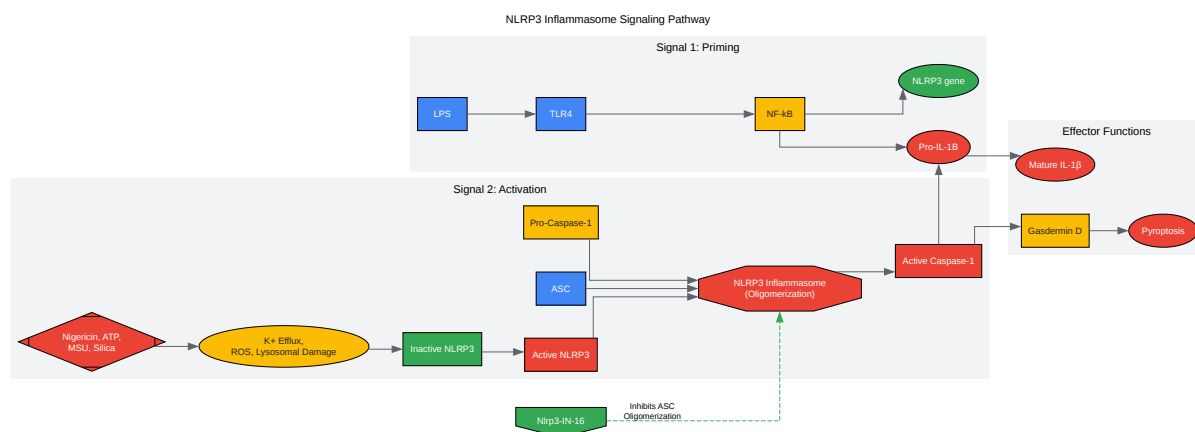 NLRP3 Inflammasome Signaling Pathway
Signal 1: Priming
NLRP3 gene
LPS
TLR4
NF-kB
Pro-IL-1B
Effector Functions
Mature IL-1β
Gasdermin D
Pyroptosis
Signal 2: Activation
Pro-Caspase-1
ASC
NLRP3 Inflammasome
(Oligomerization)
Active Caspase-1
Nigericin, ATP,
MSU, Silica
K+ Efflux,
ROS, Lysosomal Damage
Inactive NLRP3
Active NLRP3
Nlrp3-IN-16
Inhibits ASC
Oligomerization